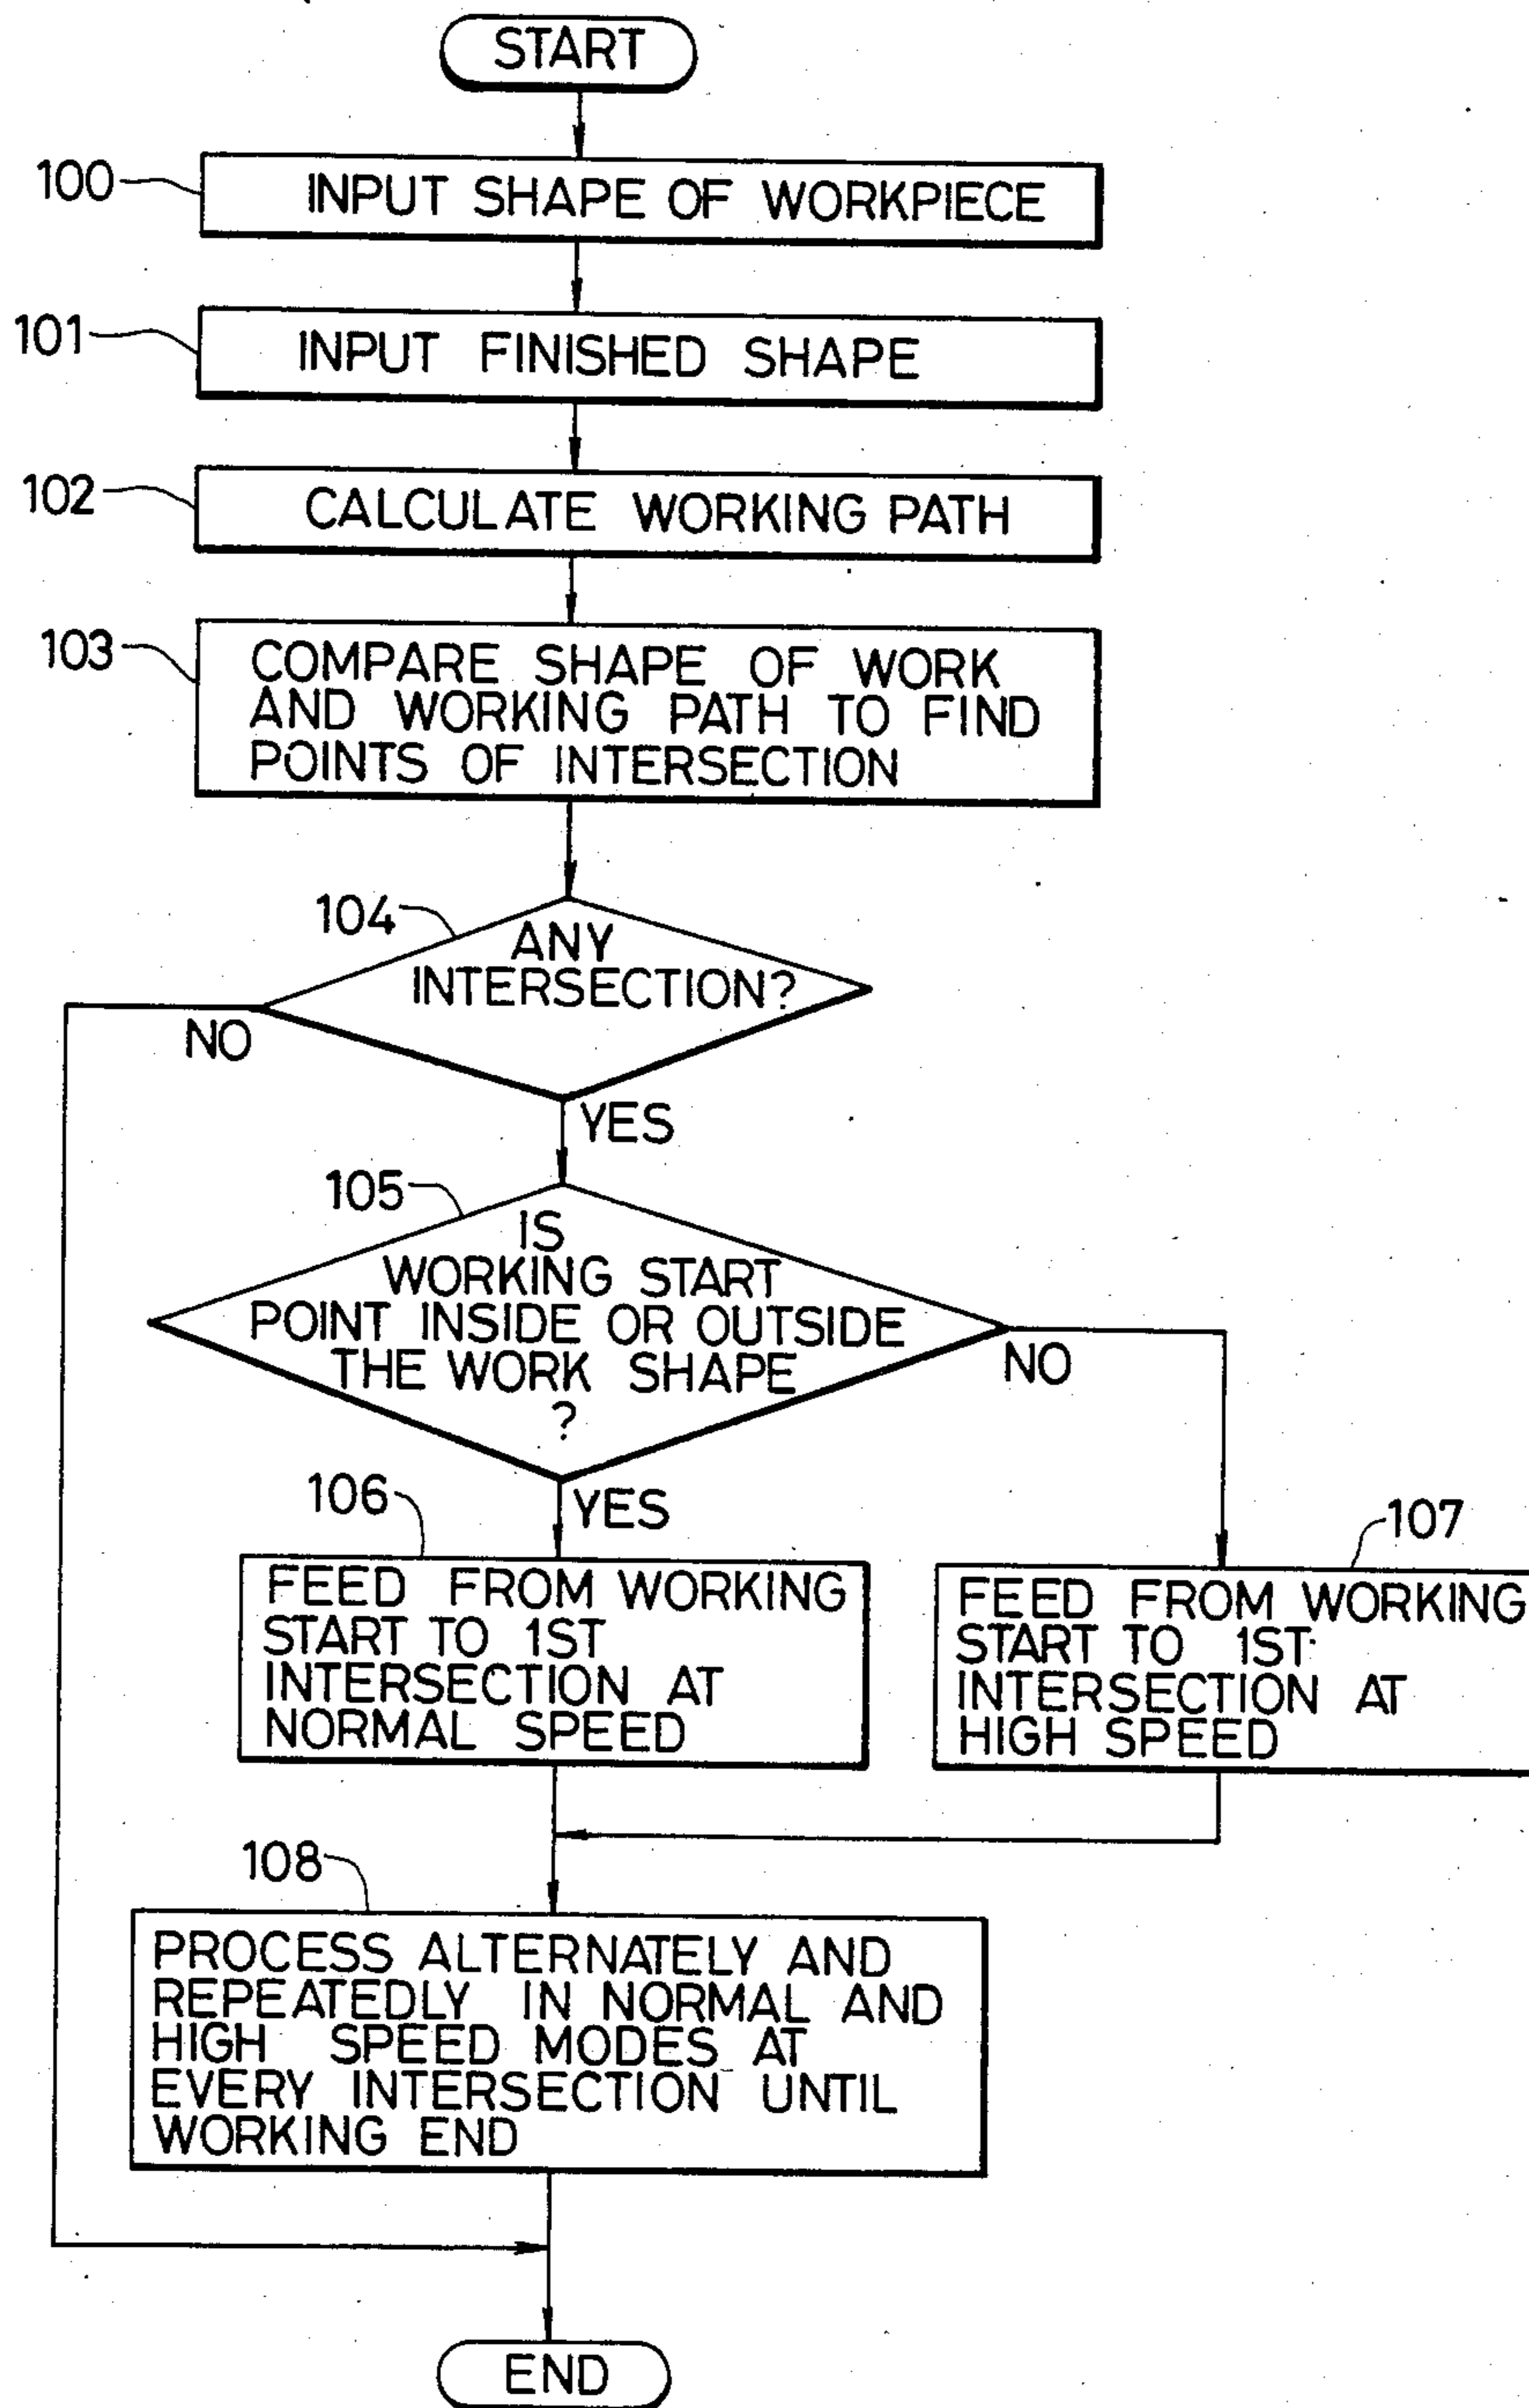 START
100
INPUT SHAPE OF WORKPIECE
101
INPUT FINISHED SHAPE
102
CALCULATE WORKING PATH
103
COMPARE SHAPE OF WORK
AND WORKING PATH TO FIND
POINTS OF INTERSECTION
104
ANY
INTERSECTION?
NO
YES
105
IS
WORKING START
POINT INSIDE OR OUTSIDE
THE WORK SHAPE
?
NO
YES
106
FEED FROM WORKING
START TO 1ST
INTERSECTION AT
NORMAL SPEED
107
FEED FROM WORKING
START TO 1ST
INTERSECTION AT
HIGH SPEED
108
PROCESS ALTERNATELY AND
REPEATEDLY IN NORMAL AND
HIGH SPEED MODES AT
EVERY INTERSECTION UNTIL
WORKING END
END